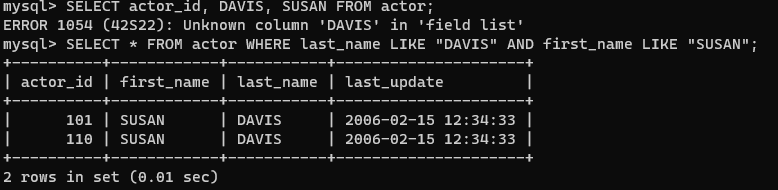 mysql> SELECT actor_id, DAVIS, SUSAN FROM actor;
ERROR 1054 (42S22): Unknown column 'DAVIS' in 'field list'
mysql> SELECT * FROM actor WHERE last_name LIKE "DAVIS" AND first_name LIKE "SUSAN";
+----------+------------+-----------+---------------------+
| actor_id | first_name | last_name | last_update         |
+----------+------------+-----------+---------------------+
|      101 | SUSAN      | DAVIS     | 2006-02-15 12:34:33 |
|      110 | SUSAN      | DAVIS     | 2006-02-15 12:34:33 |
+----------+------------+-----------+---------------------+
2 rows in set (0.01 sec)